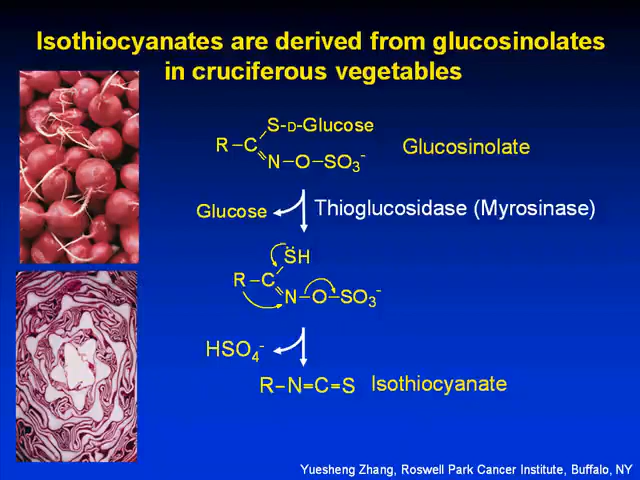 Isothiocyanates are derived from glucosinolates
in cruciferous vegetables
S-D-Glucose
R–C
N–O–SO₃⁻
Glucosinolate
Glucose
Thioglucosidase (Myrosinase)
S̈H
R–C
N–O–SO₃⁻
HSO₄⁻
R–N=C=S
Isothiocyanate
Yuesheng Zhang, Roswell Park Cancer Institute, Buffalo, NY